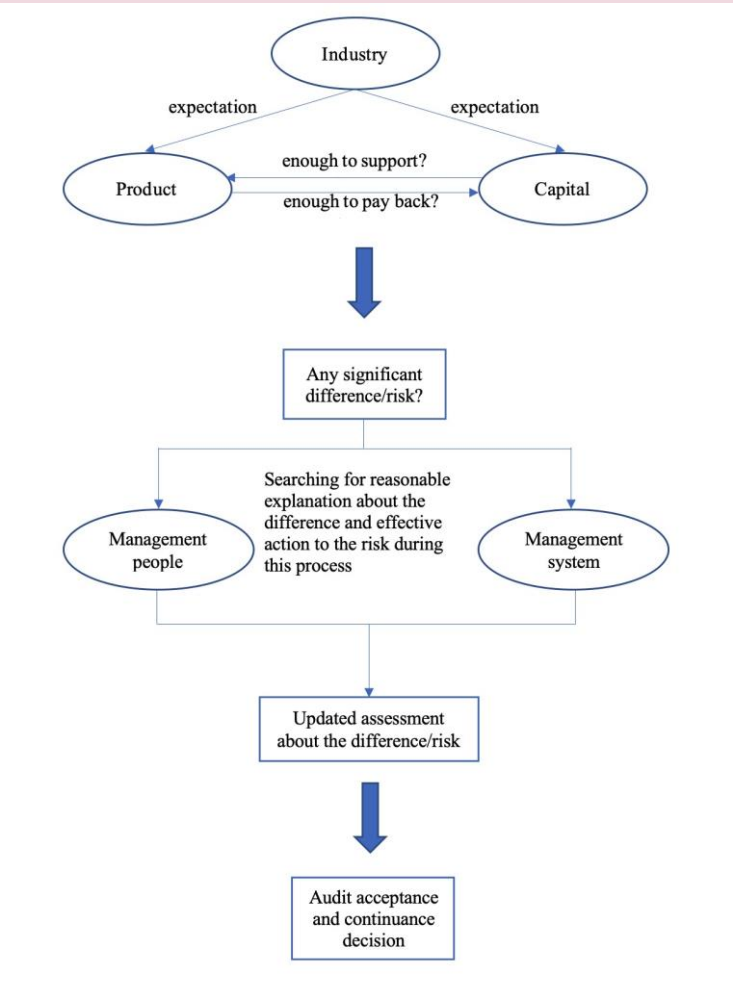 Industry
expectation
expectation
enough to support?
Product
Capital
enough to pay back?
Any significant
difference/risk?
Searching for reasonable
explanation about the
difference and effective
action to the risk during
this process
Management
people
Management
system
Updated assessment
about the difference/risk
Audit acceptance
and continuance
decision